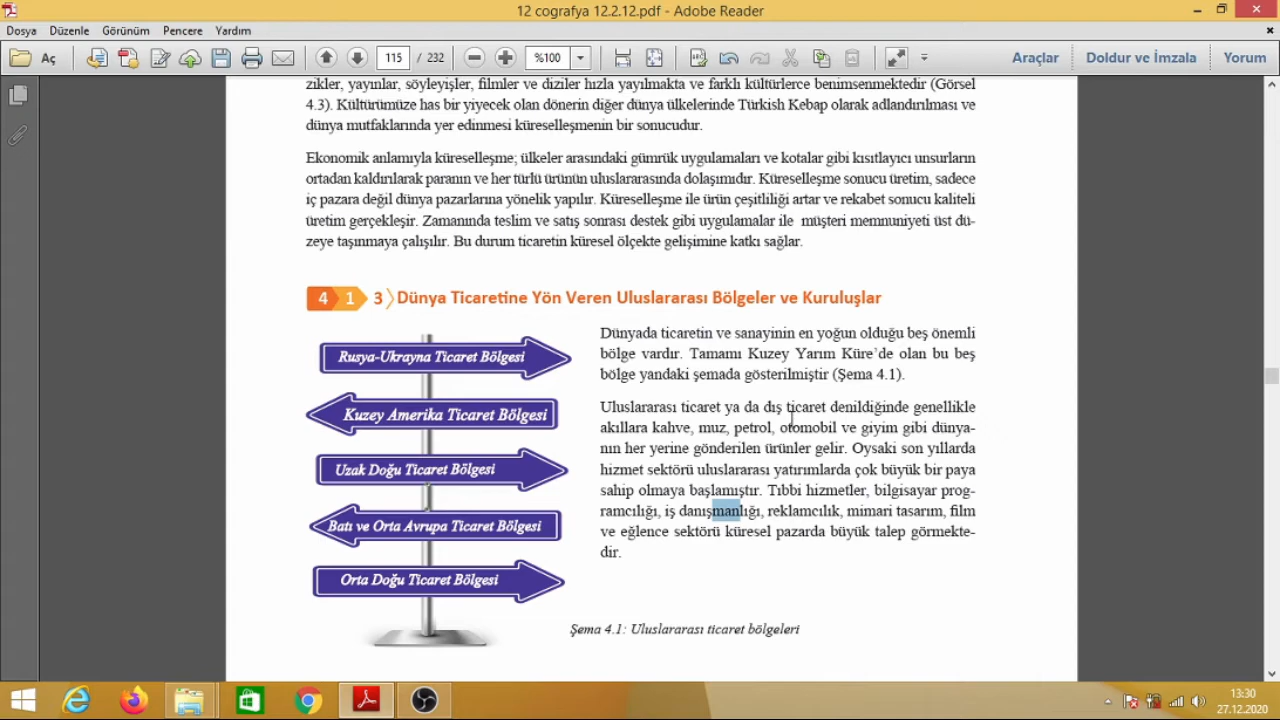 12 cografya 12.2.12.pdf - Adobe Reader
Dosya Düzenle Görünüm Pencere Yardım
Aç 115 / 232 %100 Araçlar Doldur ve İmzala Yorum
zikler, yayınlar, söyleyişler, filmler ve diziler hızla yayılmakta ve farklı kültürlerce benimsenmektedir (Görsel
4.3). Kültürümüze has bir yiyecek olan dönerin diğer dünya ülkelerinde Türkish Kebap olarak adlandırılması ve
dünya mutfaklarında yer edinmesi küreselleşmenin bir sonucudur.
Ekonomik anlamıyla küreselleşme; ülkeler arasındaki gümrük uygulamaları ve kotalar gibi kısıtlayıcı unsurların
ortadan kaldırılarak paranın ve her türlü ürünün uluslararasında dolaşımıdır. Küreselleşme sonucu üretim, sadece
iç pazara değil dünya pazarlarına yönelik yapılır. Küreselleşme ile ürün çeşitliliği artar ve rekabet sonucu kaliteli
üretim gerçekleşir. Zamanında teslim ve satış sonrası destek gibi uygulamalar ile müşteri memnuniyeti üst dü-
zeye taşınmaya çalışılır. Bu durum ticaretin küresel ölçekte gelişimine katkı sağlar.
4 1 3 Dünya Ticaretine Yön Veren Uluslararası Bölgeler ve Kuruluşlar
Rusya-Ukrayna Ticaret Bölgesi
Kuzey Amerika Ticaret Bölgesi
Uzak Doğu Ticaret Bölgesi
Batı ve Orta Avrupa Ticaret Bölgesi
Orta Doğu Ticaret Bölgesi
Dünyada ticaretin ve sanayinin en yoğun olduğu beş önemli
bölge vardır. Tamamı Kuzey Yarım Küre’de olan bu beş
bölge yandaki şemada gösterilmiştir (Şema 4.1).
Uluslararası ticaret ya da dış ticaret denildiğinde genellikle
akıllara kahve, muz, petrol, otomobil ve giyim gibi dünya-
nın her yerine gönderilen ürünler gelir. Oysaki son yıllarda
hizmet sektörü uluslararası yatırımlarda çok büyük bir paya
sahip olmaya başlamıştır. Tıbbi hizmetler, bilgisayar prog-
ramcılığı, iş danışmanlığı, reklamcılık, mimari tasarım, film
ve eğlence sektörü küresel pazarda büyük talep görmekte-
dir.
Şema 4.1: Uluslararası ticaret bölgeleri
13:30
27.12.2020